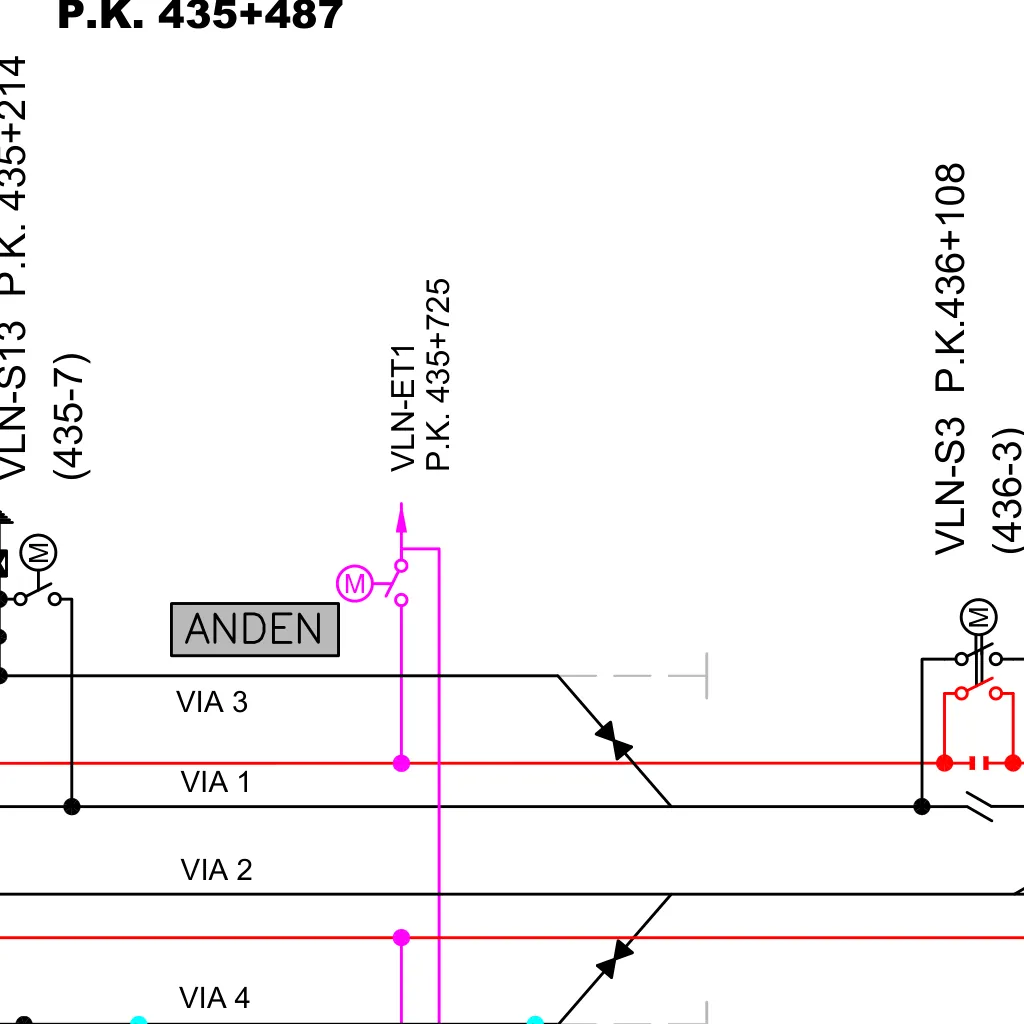 P.K. 435+487
VLN-S13 P.K. 435+214
(435-7)
VLN-ET1
P.K. 435+725
VLN-S3 P.K.436+108
(436-3)
M
M
M
ANDEN
VIA 3
VIA 1
VIA 2
VIA 4